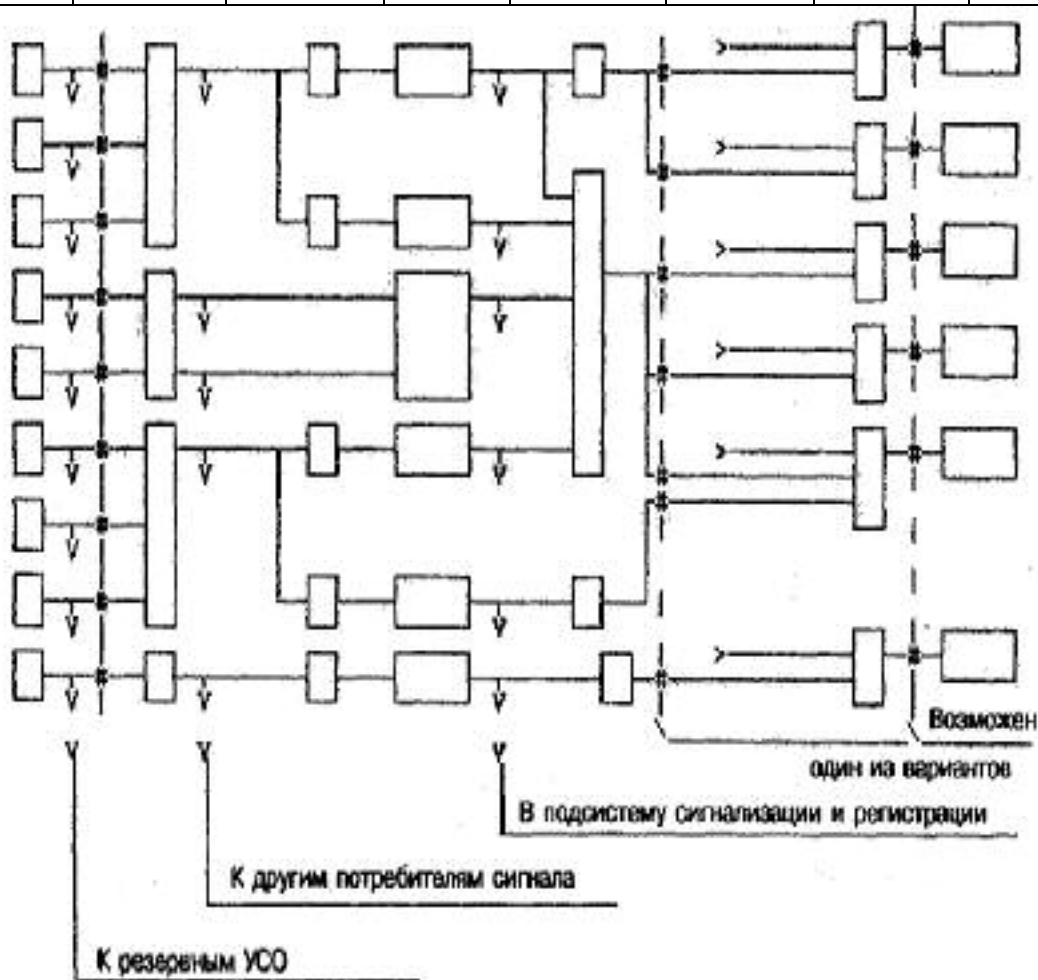 Возможен
один из вариантов
В подсистему сигнализации и регистрации
К другим потребителям сигнала
К резервным УСО